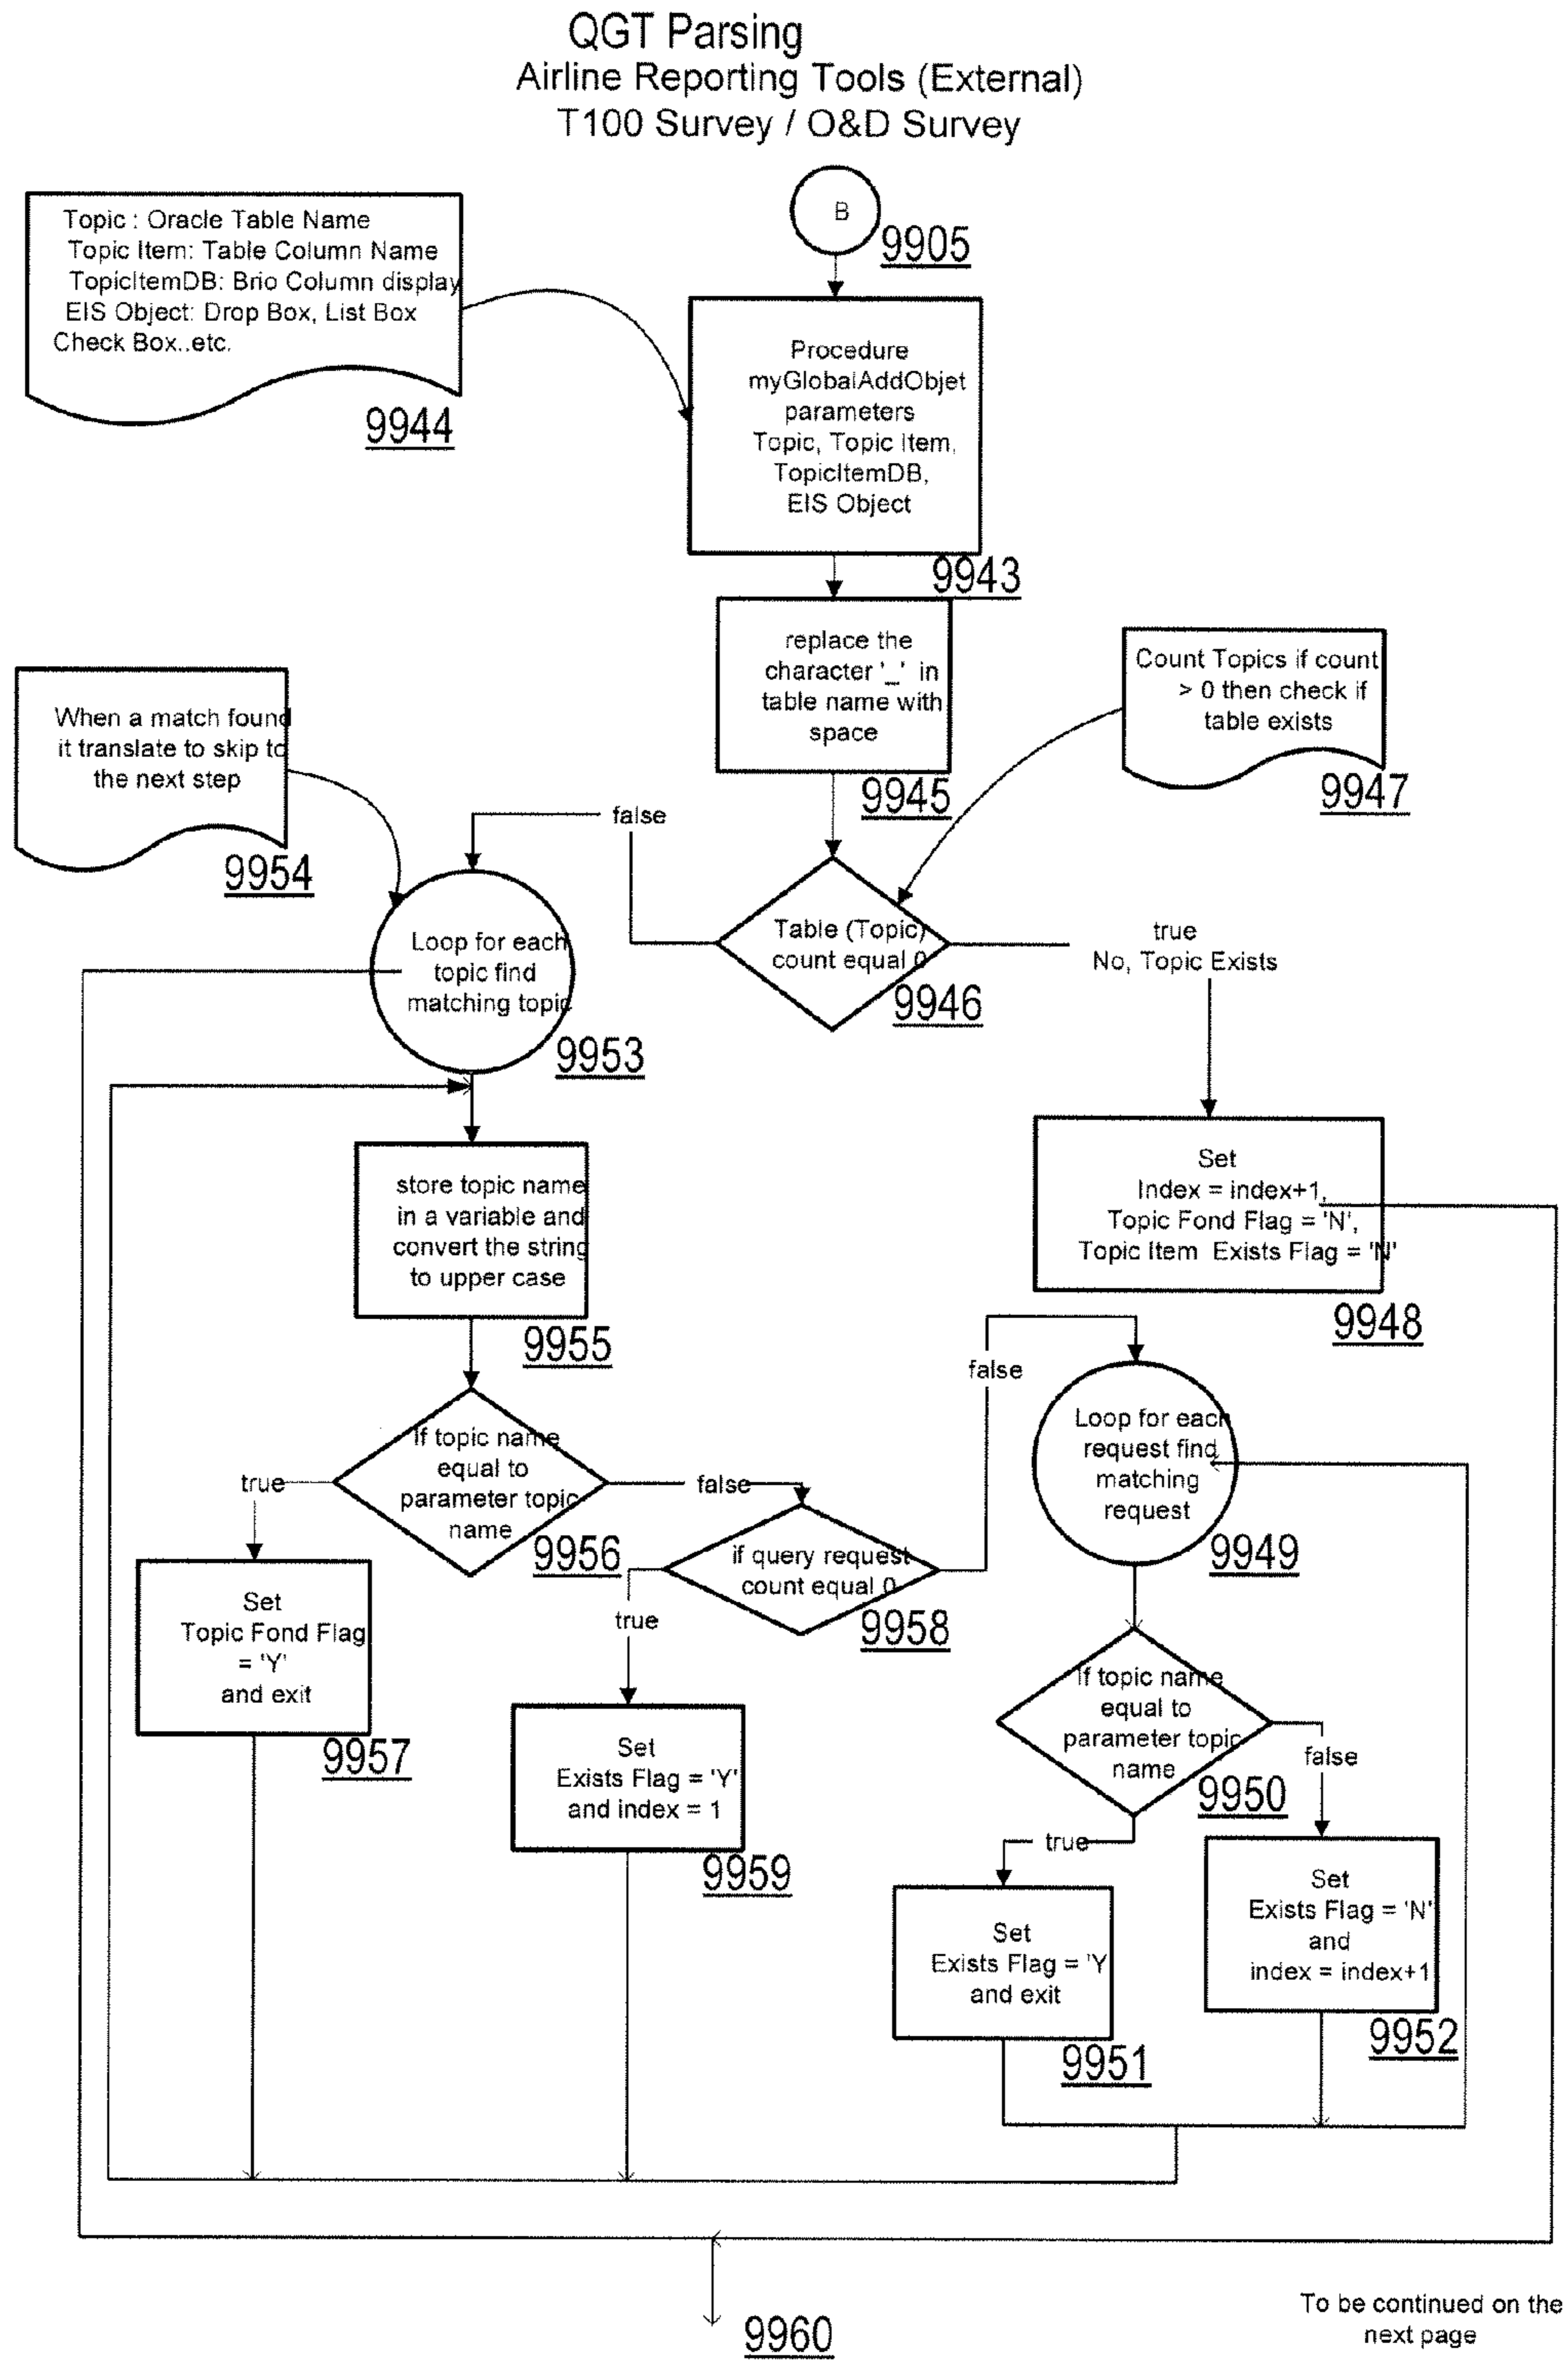 QGT Parsing
Airline Reporting Tools (External)
T100 Survey / O&D Survey
B
9905
Topic : Oracle Table Name
Topic Item: Table Column Name
TopicItemDB: Brio Column display
EIS Object: Drop Box, List Box
Check Box..etc.
9944
Procedure
myGlobalAddObjet
parameters
Topic, Topic Item,
TopicItemDB,
EIS Object
9943
replace the
character '_' in
table name with
space
9945
Count Topics if count
> 0 then check if
table exists
9947
When a match found
it translate to skip to
the next step
9954
false
Loop for each
topic find
matching topic
9953
Table (Topic)
count equal 0
9946
true
No, Topic Exists
store topic name
in a variable and
convert the string
to upper case
9955
Set
Index = index+1,
Topic Fond Flag = 'N',
Topic Item Exists Flag = 'N'
9948
If topic name
equal to
parameter topic
name
9956
true
false
if query request
count equal 0
9958
false
true
Loop for each
request find
matching
request
9949
Set
Topic Fond Flag
= 'Y'
and exit
9957
Set
Exists Flag = 'Y'
and index = 1
9959
If topic name
equal to
parameter topic
name
9950
false
true
Set
Exists Flag = 'Y
and exit
9951
Set
Exists Flag = 'N'
and
index = index+1
9952
9960
To be continued on the
next page